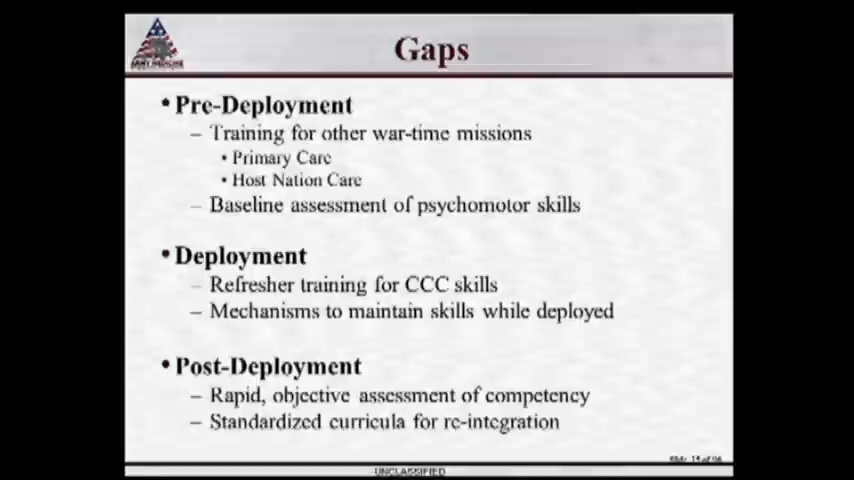 ARMY MEDICINE
Gaps
• Pre-Deployment
– Training for other war-time missions
• Primary Care
• Host Nation Care
– Baseline assessment of psychomotor skills
• Deployment
– Refresher training for CCC skills
– Mechanisms to maintain skills while deployed
• Post-Deployment
– Rapid, objective assessment of competency
– Standardized curricula for re-integration
UNCLASSIFIED